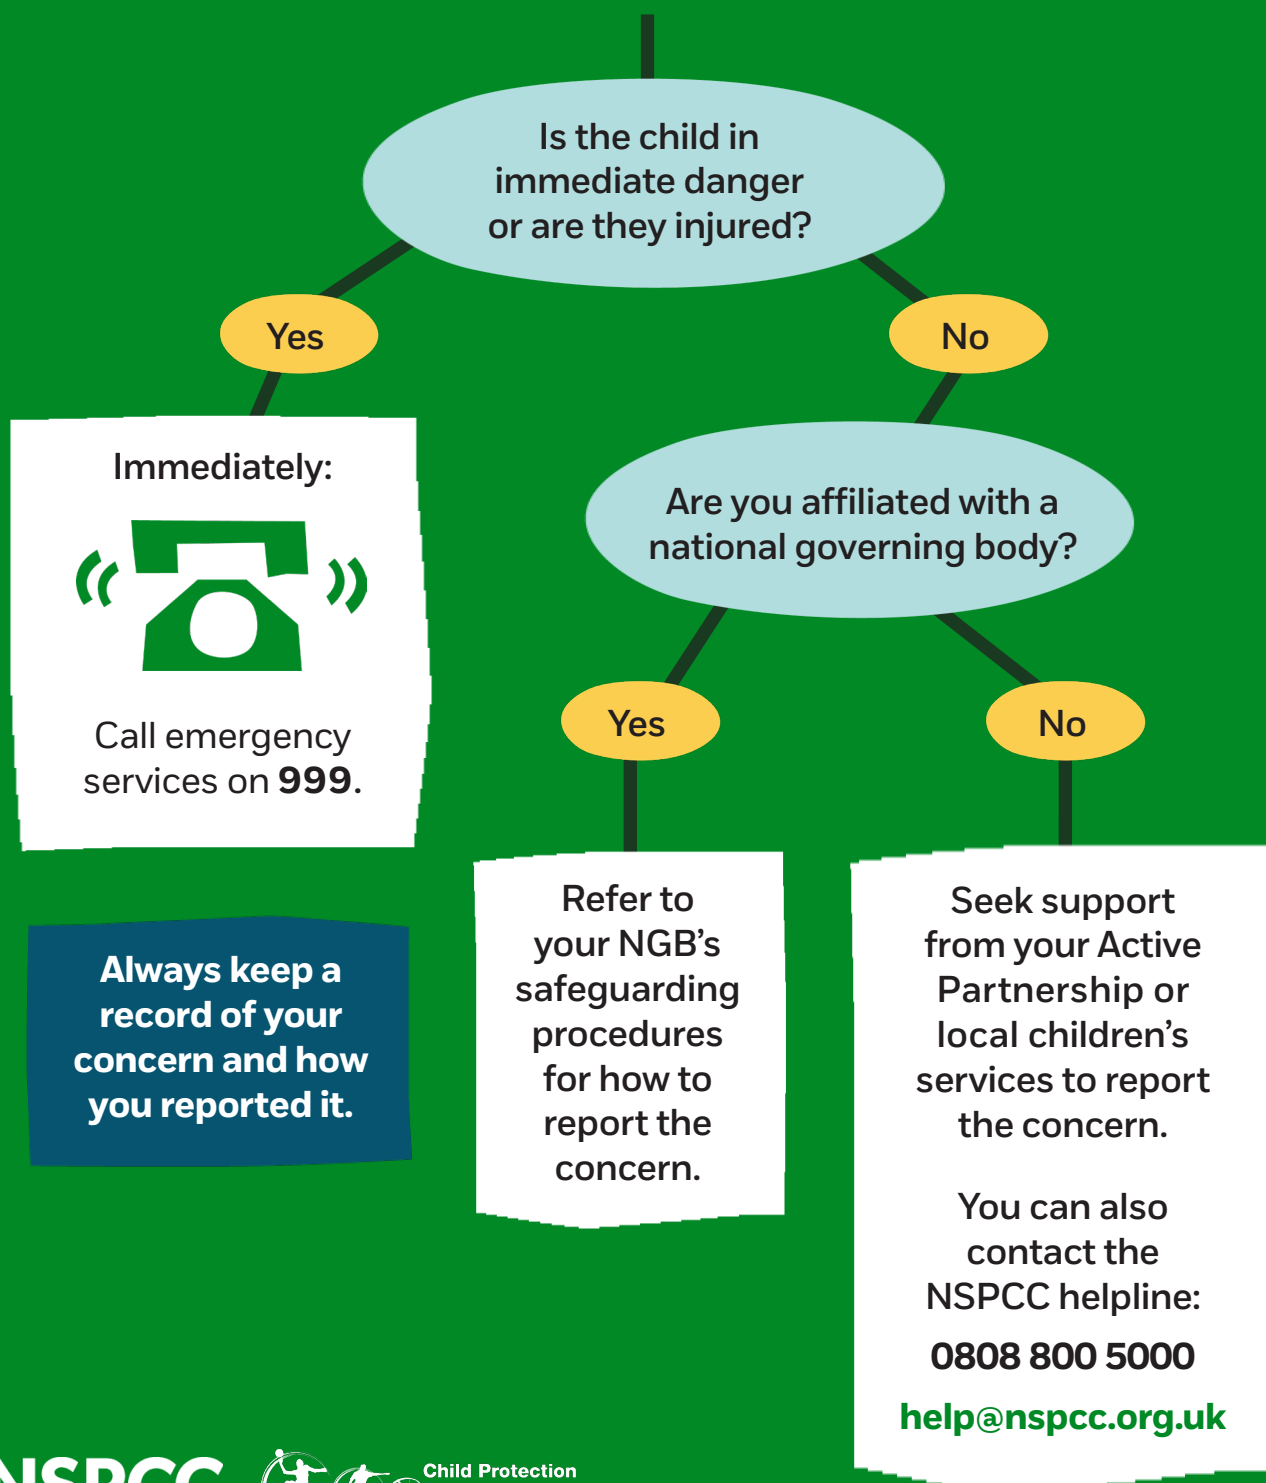 Is the child in
immediate danger
or are they injured?
Yes
No
Immediately:
Call emergency
services on 999.
Are you affiliated with a
national governing body?
Yes
No
Always keep a
record of your
concern and how
you reported it.
Refer to
your NGB’s
safeguarding
procedures
for how to
report the
concern.
Seek support
from your Active
Partnership or
local children’s
services to report
the concern.
You can also
contact the
NSPCC helpline:
0808 800 5000
help@nspcc.org.uk
NSPCC
Child Protection